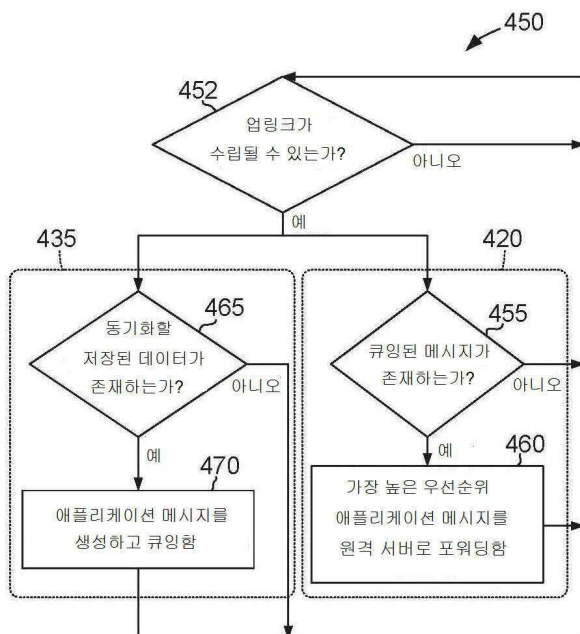 450
452
업링크가
수립될 수 있는가?
아니오
예
435
465
동기화할
저장된 데이터가
존재하는가?
아니오
예
470
애플리케이션 메시지를
생성하고 큐잉함
420
455
큐잉된 메시지가
존재하는가?
아니오
예
460
가장 높은 우선순위
애플리케이션 메시지를
원격 서버로 포워딩함